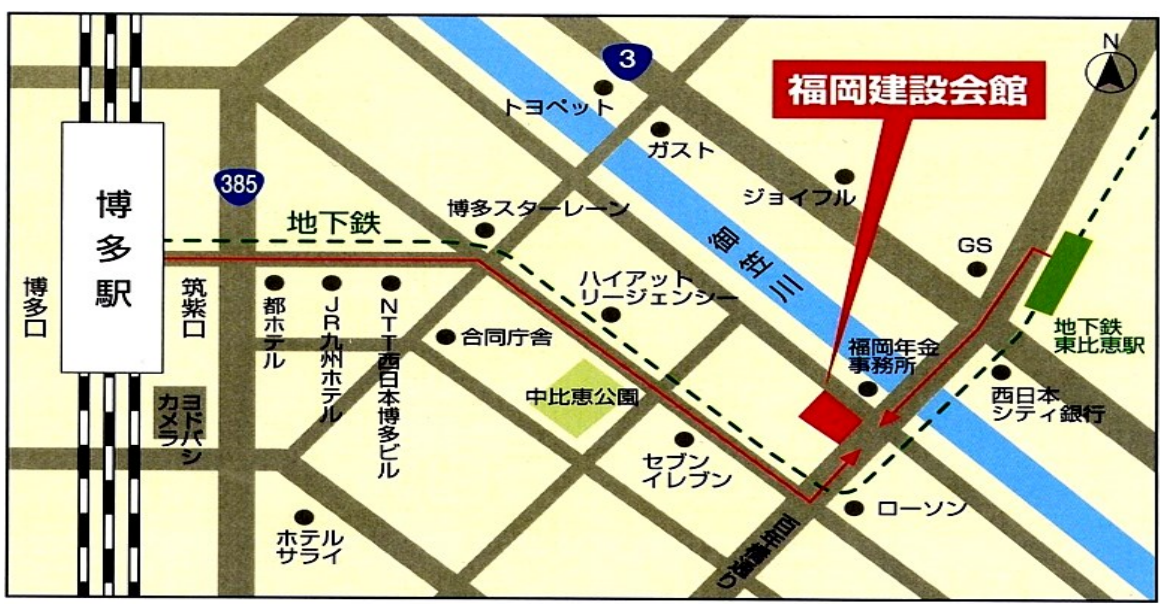 N
3
福岡建設会館
トヨペット
ガスト
ジョイフル
385
地下鉄
博多スターレーン
御笠川
GS
博多駅
博多口
筑紫口
都ホテル
JR九州ホテル
NTT西日本博多ビル
合同庁舎
ハイアット
リージェンシー
中比恵公園
福岡年金
事務所
地下鉄
東比恵駅
西日本
シティ銀行
ヨドバシ
カメラ
セブン
イレブン
ローソン
ホテル
サライ
百年橋通り